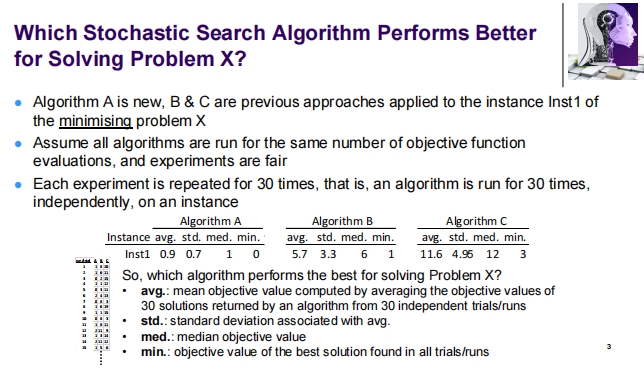 Which Stochastic Search Algorithm Performs Better
for Solving Problem X?
● Algorithm A is new, B & C are previous approaches applied to the instance Inst1 of
the minimising problem X
● Assume all algorithms are run for the same number of objective function
evaluations, and experiments are fair
● Each experiment is repeated for 30 times, that is, an algorithm is run for 30 times,
independently, on an instance
Algorithm A Algorithm B Algorithm C
Instance avg. std. med. min. avg. std. med. min. avg. std. med. min.
Inst1 0.9 0.7 1 0 5.7 3.3 6 1 11.6 4.95 12 3
So, which algorithm performs the best for solving Problem X?
• avg.: mean objective value computed by averaging the objective values of
30 solutions returned by an algorithm from 30 independent trials/runs
• std.: standard deviation associated with avg.
• med.: median objective value
• min.: objective value of the best solution found in all trials/runs
3